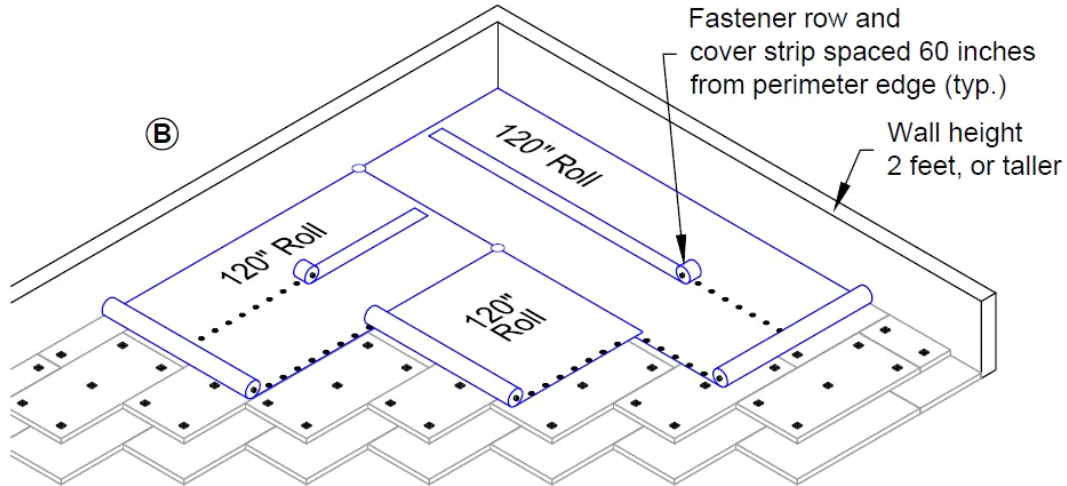 Fastener row and
cover strip spaced 60 inches
from perimeter edge (typ.)
Wall height
2 feet, or taller
B
120" Roll
120" Roll
120"
Roll